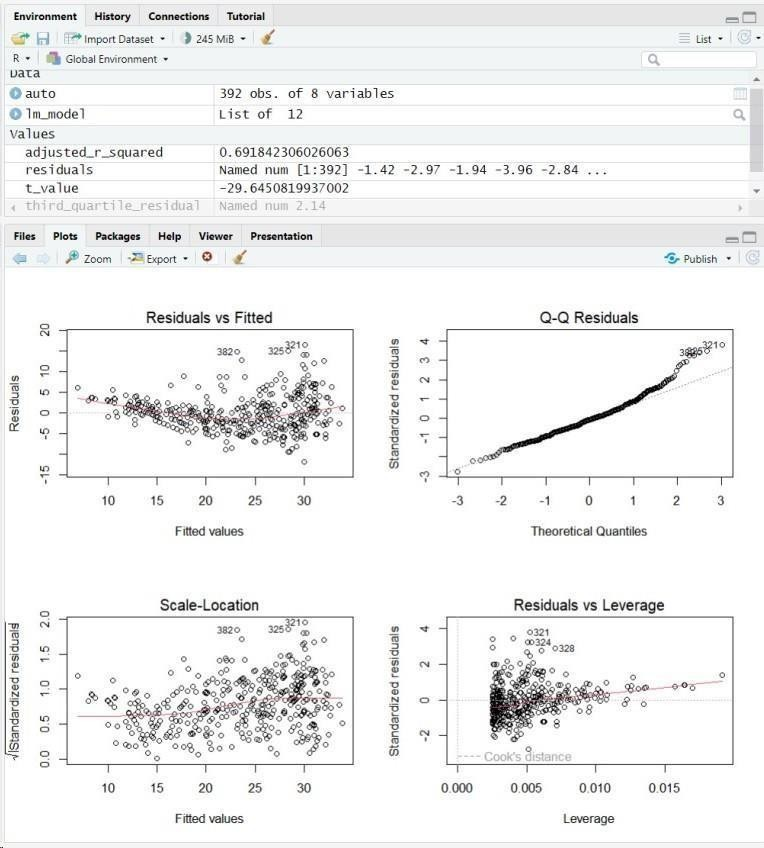 Environment History Connections Tutorial
Import Dataset 245 MiB List
R Global Environment
Data
auto 392 obs. of 8 variables
lm_model List of 12
Values
adjusted_r_squared 0.691842306026063
residuals Named num [1:392] -1.42 -2.97 -1.94 -3.96 -2.84 ...
t_value -29.6450819937002
third_quartile_residual Named num 2.14
Files Plots Packages Help Viewer Presentation
Zoom Export Publish
Residuals vs Fitted
Residuals
20
10
5
0
-5
-15
382 325 321
10 15 20 25 30
Fitted values
Q-Q Residuals
Standardized residuals
4
3
2
1
0
-1
-3
321
-3 -2 -1 0 1 2 3
Theoretical Quantiles
Scale-Location
√|Standardized residuals|
2.0
1.5
1.0
0.5
0.0
382 325 321
10 15 20 25 30
Fitted values
Residuals vs Leverage
Standardized residuals
4
2
0
-2
321
324
328
Cook's distance
0.000 0.005 0.010 0.015
Leverage